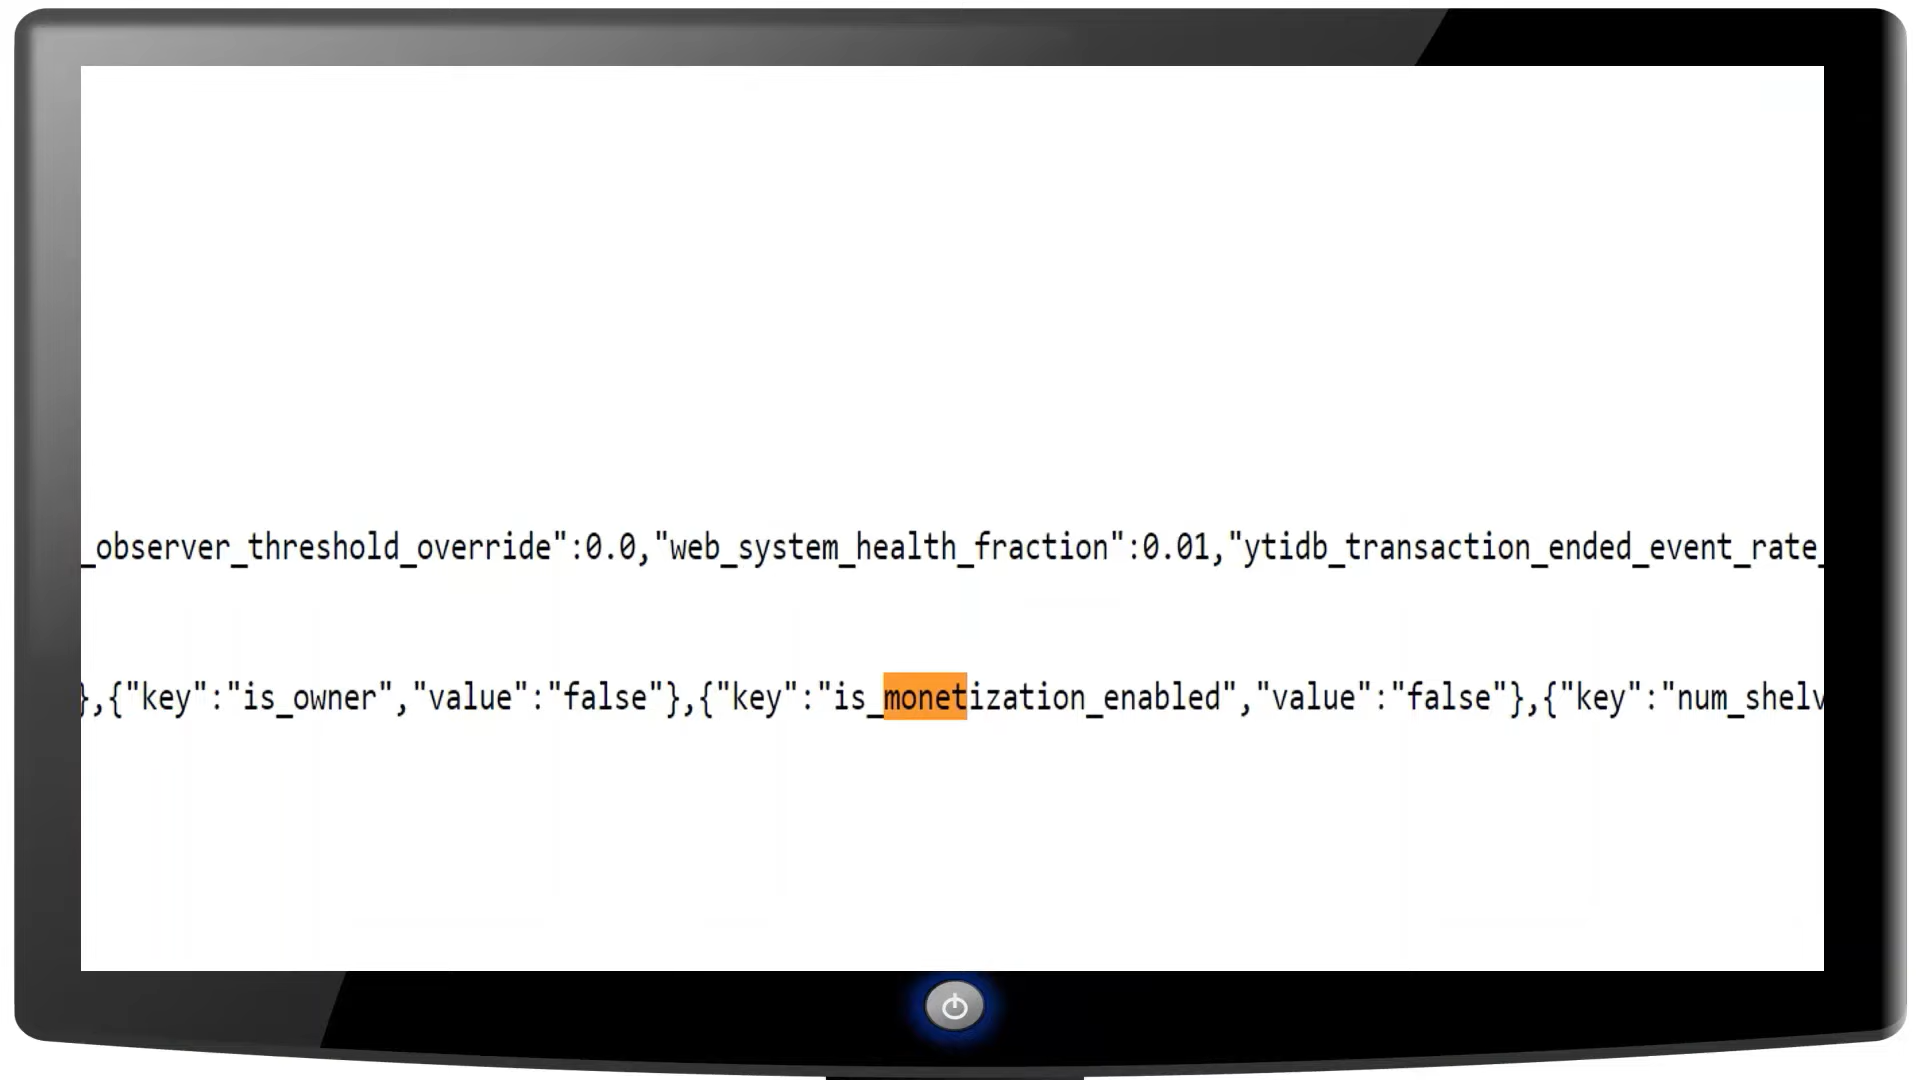 _observer_threshold_override":0.0,"web_system_health_fraction":0.01,"ytidb_transaction_ended_event_rate_
},{"key":"is_owner","value":"false"},{"key":"is_monetization_enabled","value":"false"},{"key":"num_shelv